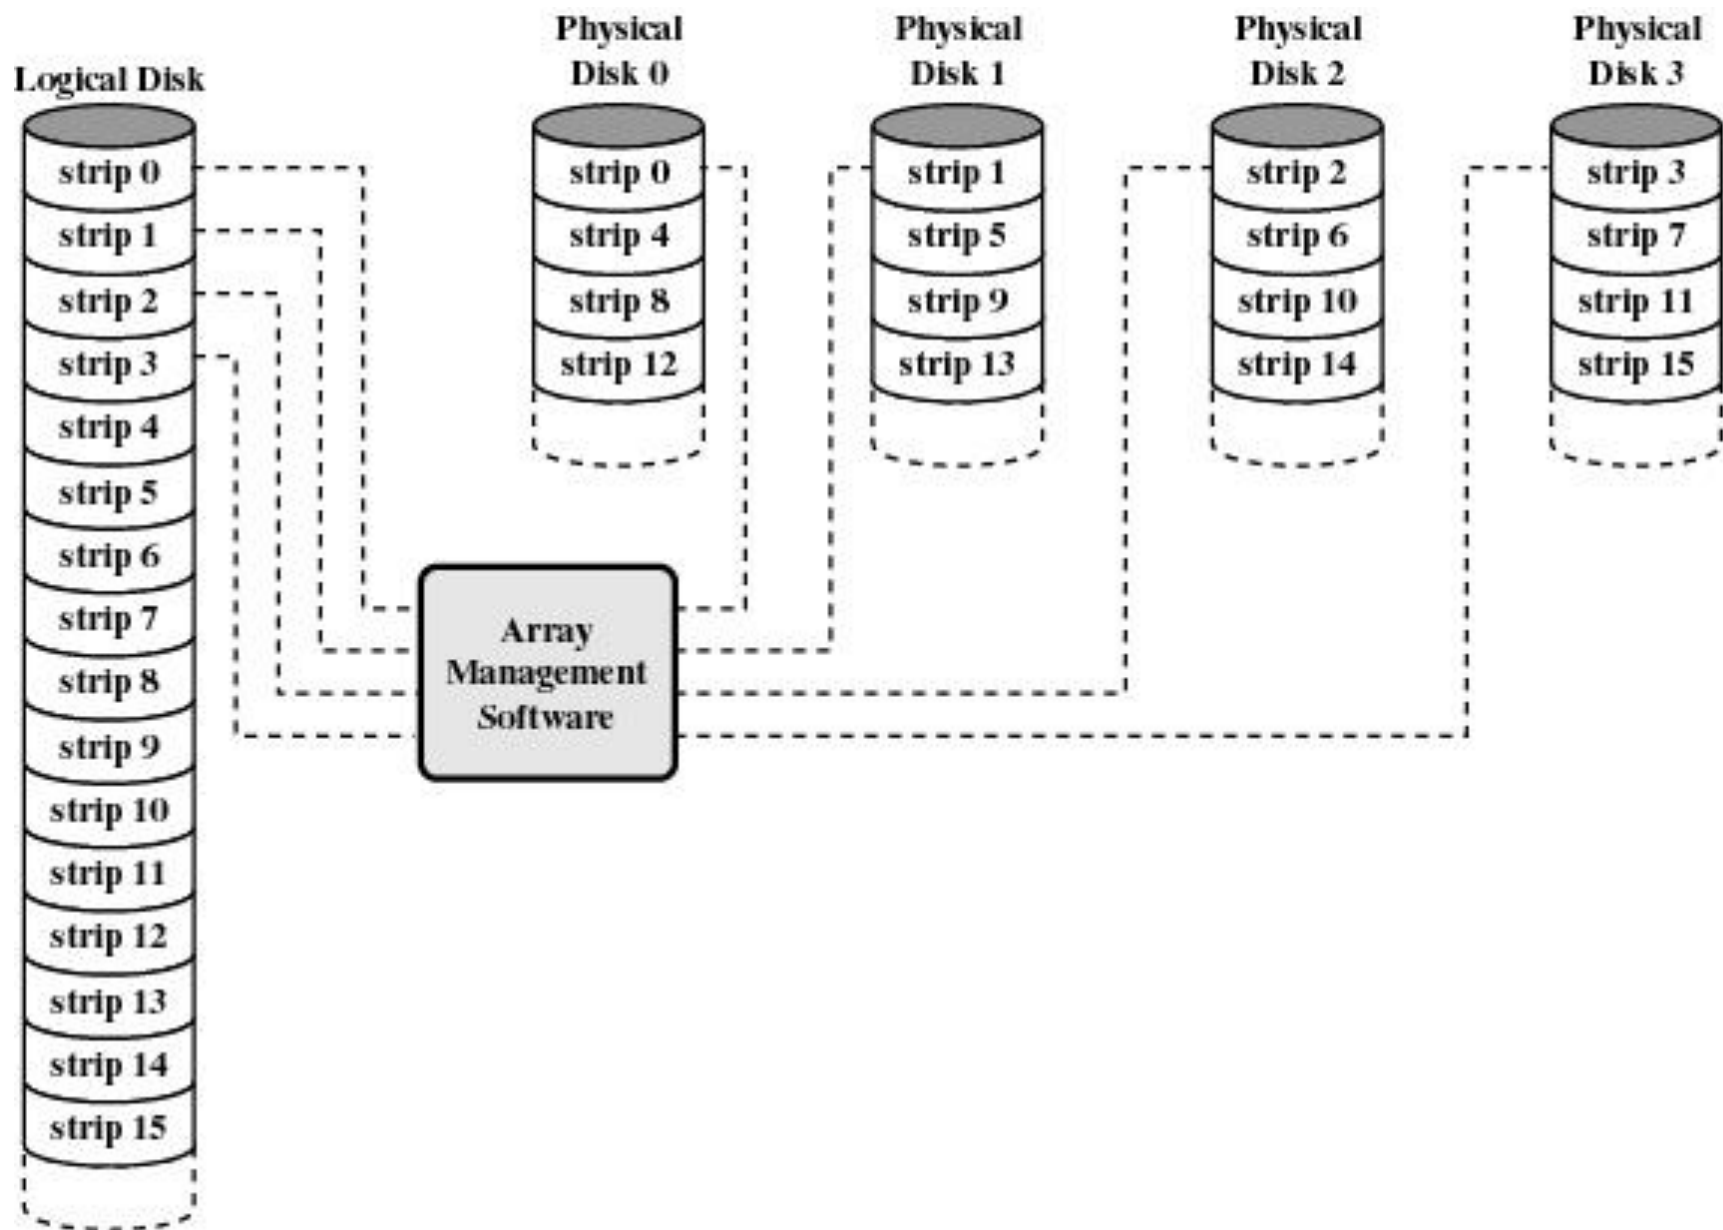 Logical Disk
strip 0
strip 1
strip 2
strip 3
strip 4
strip 5
strip 6
strip 7
strip 8
strip 9
strip 10
strip 11
strip 12
strip 13
strip 14
strip 15
Physical
Disk 0
strip 0
strip 4
strip 8
strip 12
Physical
Disk 1
strip 1
strip 5
strip 9
strip 13
Physical
Disk 2
strip 2
strip 6
strip 10
strip 14
Physical
Disk 3
strip 3
strip 7
strip 11
strip 15
Array
Management
Software